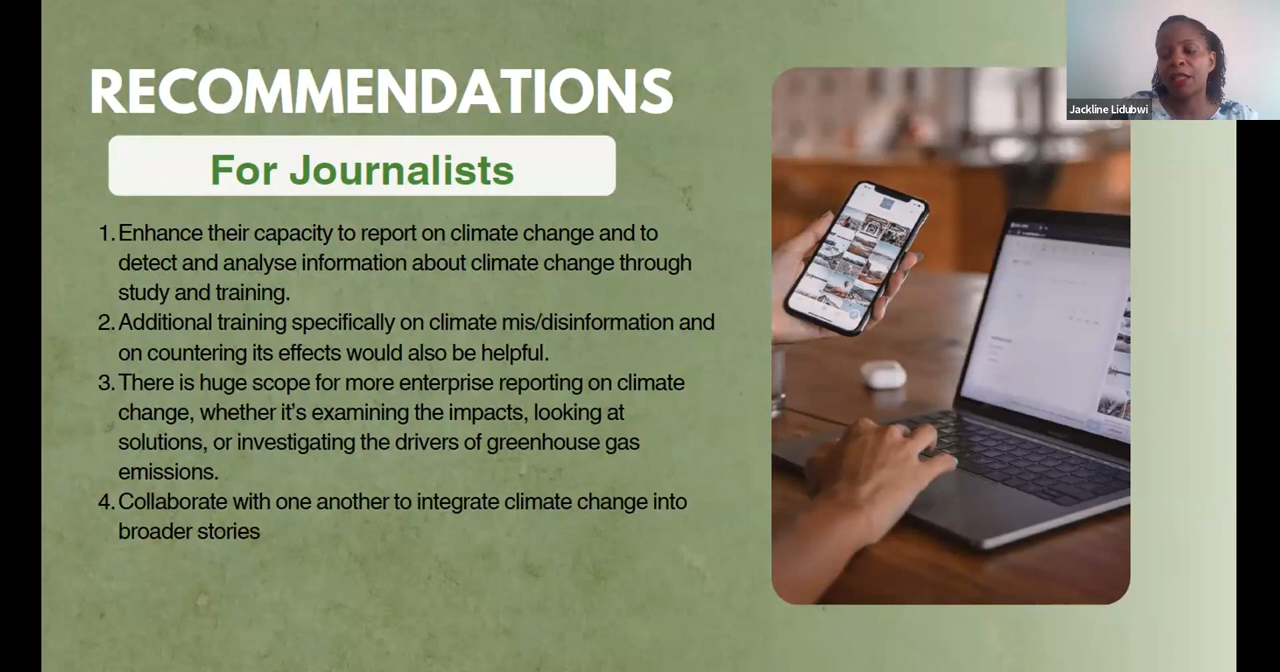 RECOMMENDATIONS
For Journalists
1. Enhance their capacity to report on climate change and to
detect and analyse information about climate change through
study and training.
2. Additional training specifically on climate mis/disinformation and
on countering its effects would also be helpful.
3. There is huge scope for more enterprise reporting on climate
change, whether it's examining the impacts, looking at
solutions, or investigating the drivers of greenhouse gas
emissions.
4. Collaborate with one another to integrate climate change into
broader stories
Jackline Lidubwi